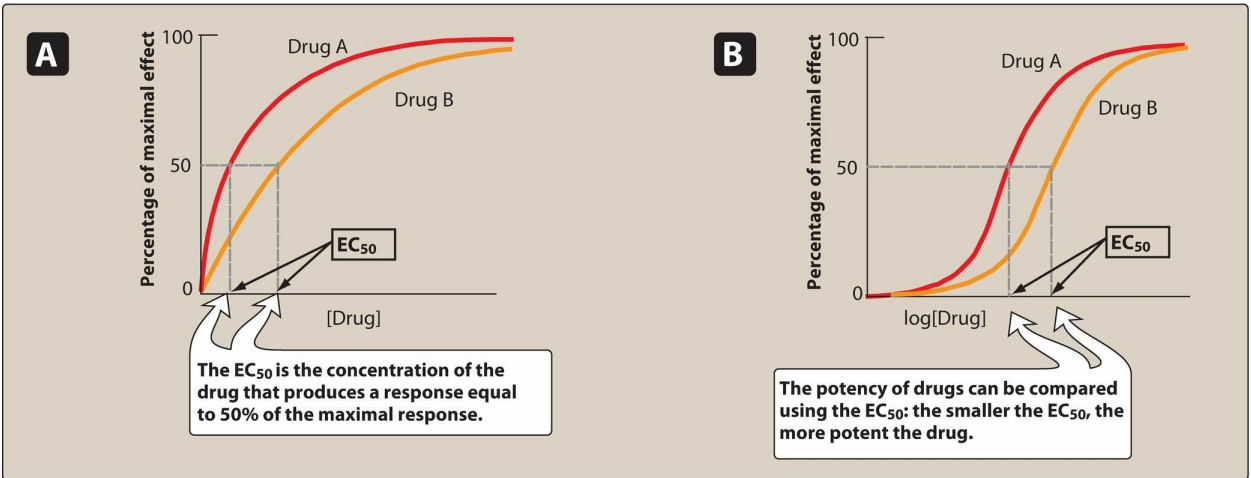 A
Percentage of maximal effect
100
50
0
Drug A
Drug B
EC₅₀
[Drug]
The EC₅₀ is the concentration of the
drug that produces a response equal
to 50% of the maximal response.
B
Percentage of maximal effect
100
50
0
Drug A
Drug B
EC₅₀
log[Drug]
The potency of drugs can be compared
using the EC₅₀: the smaller the EC₅₀, the
more potent the drug.